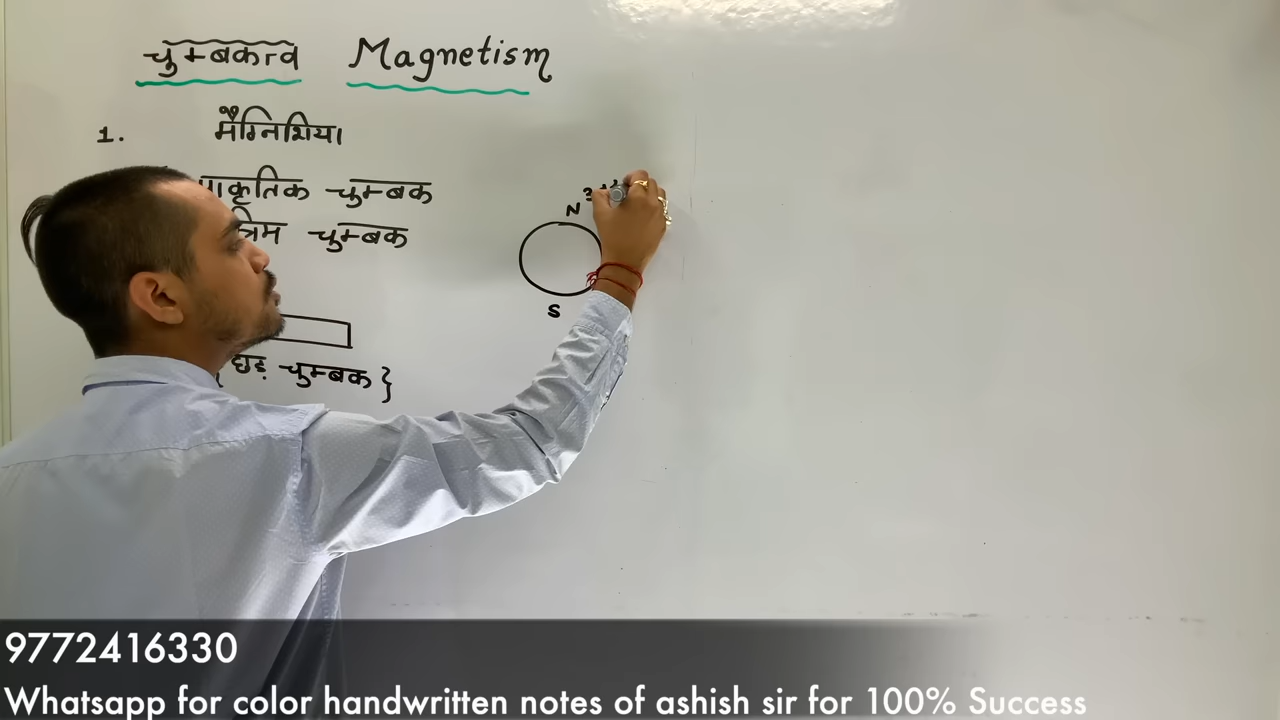 चुम्बकत्व Magnetism
1. मैग्निशिया
प्राकृतिक चुम्बक
चुम्बक
N
S
छड़ चुम्बक }
9772416330
Whatsapp for color handwritten notes of ashish sir for 100% Success